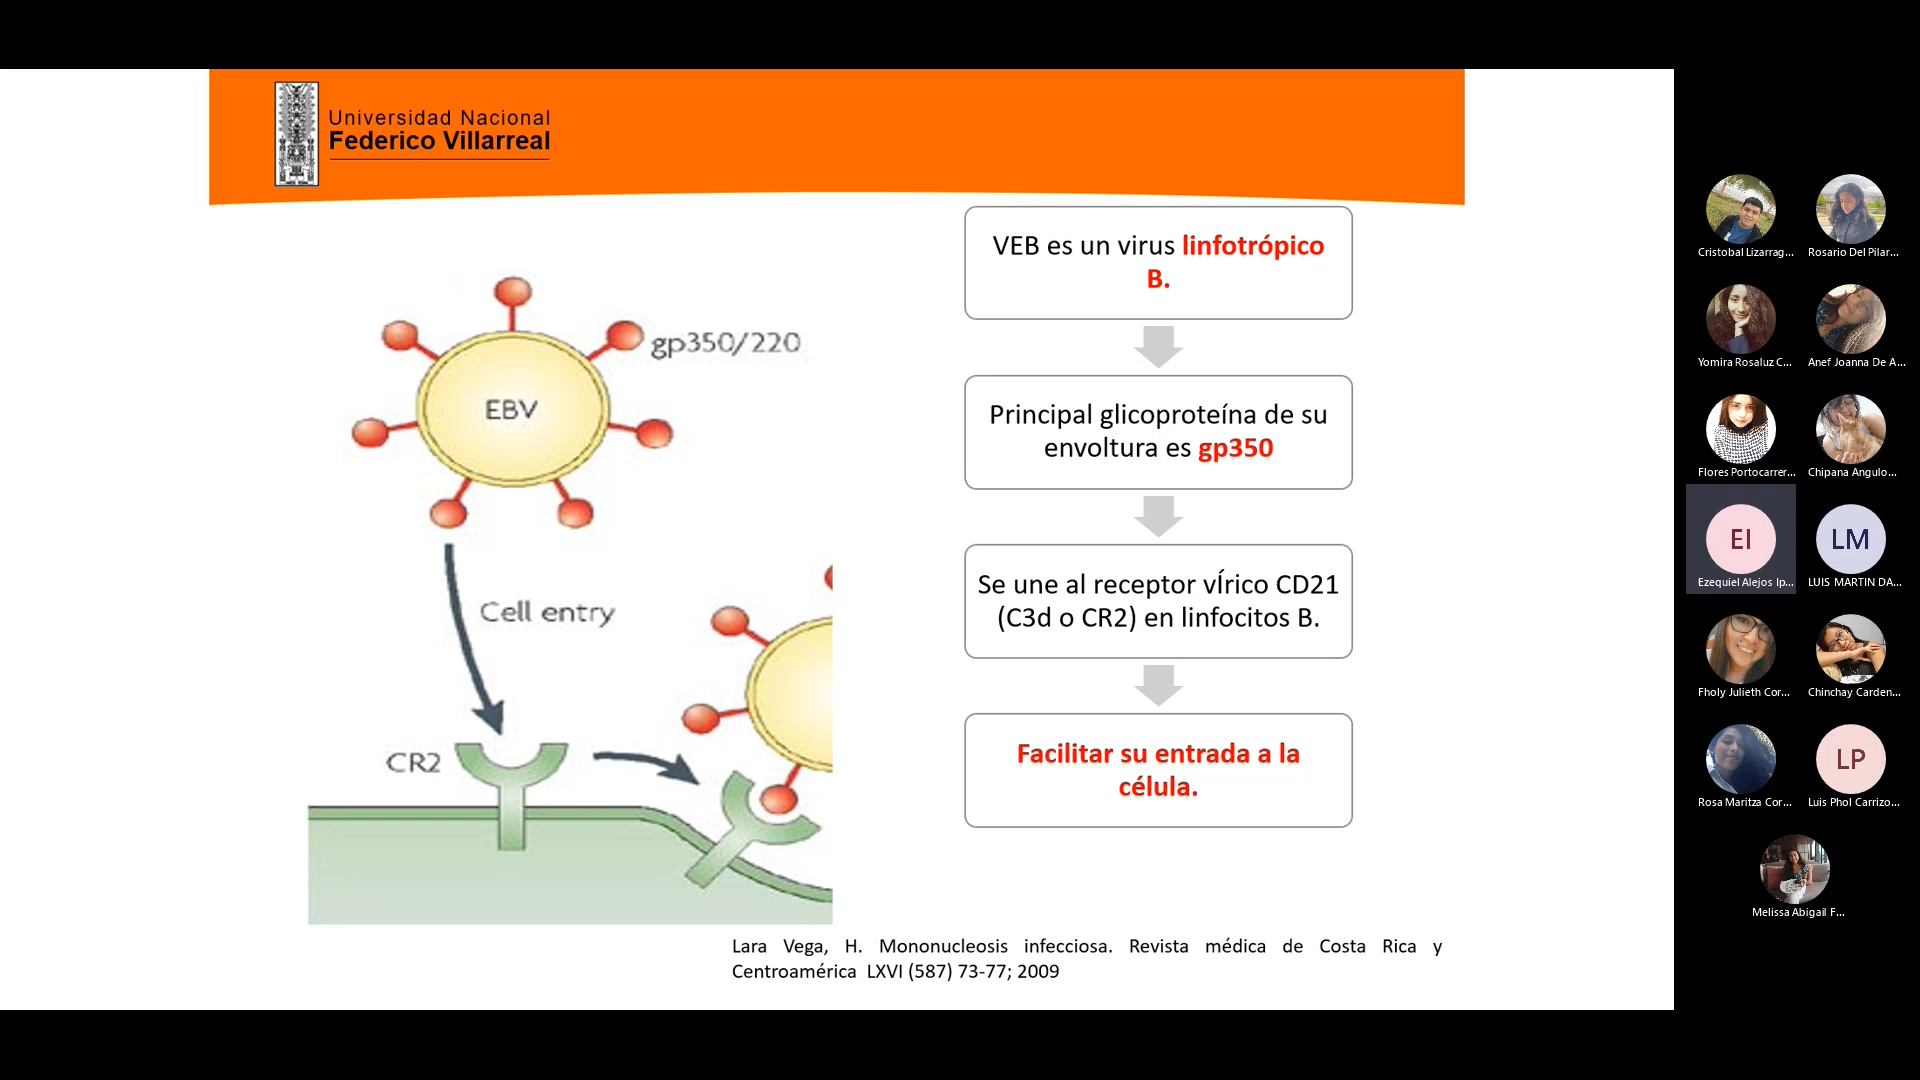 Universidad Nacional
Federico Villarreal
gp350/220
EBV
Cell entry
CR2
VEB es un virus linfotrópico
B.
Principal glicoproteína de su
envoltura es gp350
Se une al receptor vÍrico CD21
(C3d o CR2) en linfocitos B.
Facilitar su entrada a la
célula.
Lara Vega, H. Mononucleosis infecciosa. Revista médica de Costa Rica y
Centroamérica LXVI (587) 73-77; 2009
Cristobal Lizarrag...
Rosario Del Pilar...
Yomira Rosaluz C...
Anef Joanna De A...
Flores Portocarrer...
Chipana Angulo...
EI
Ezequiel Alejos Ip...
LM
LUIS MARTIN DA...
Fholy Julieth Cor...
Chinchay Carden...
Rosa Maritza Cor...
LP
Luis Phol Carrizo...
Melissa Abigail F...